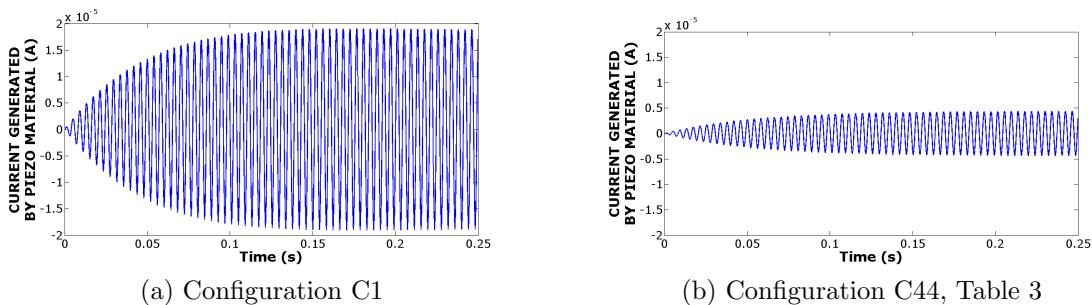 x 10⁻⁵
2
1.5
1
0.5
0
-0.5
-1
-1.5
-2
0 0.05 0.1 0.15 0.2 0.25
CURRENT GENERATED
BY PIEZO MATERIAL (A)
Time (s)
(a) Configuration C1
x 10⁻⁵
2
1.5
1
0.5
0
-0.5
-1
-1.5
-2
0 0.05 0.1 0.15 0.2 0.25
CURRENT GENERATED
BY PIEZO MATERIAL (A)
Time (s)
(b) Configuration C44, Table 3